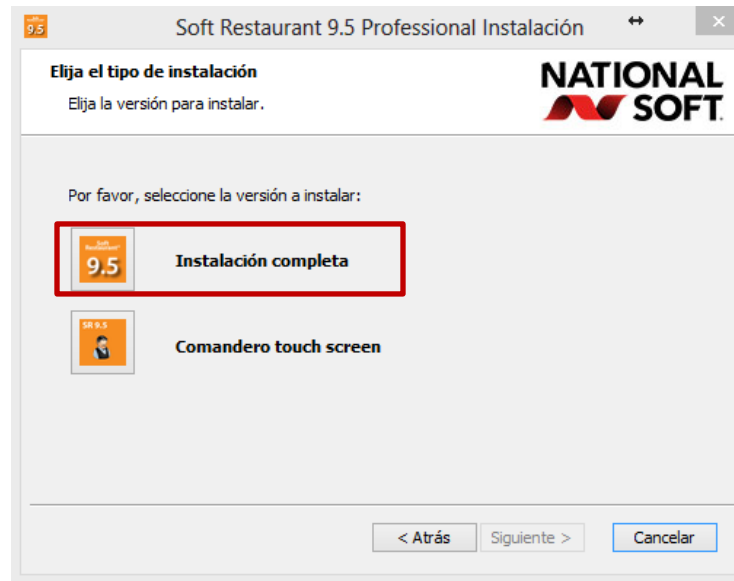 9.5
Soft Restaurant 9.5 Professional Instalación
Elija el tipo de instalación
Elija la versión para instalar.
NATIONAL
SOFT.
Por favor, seleccione la versión a instalar:
Soft
Restaurant
9.5
Instalación completa
SR 9.5
Comandero touch screen
< Atrás
Siguiente >
Cancelar